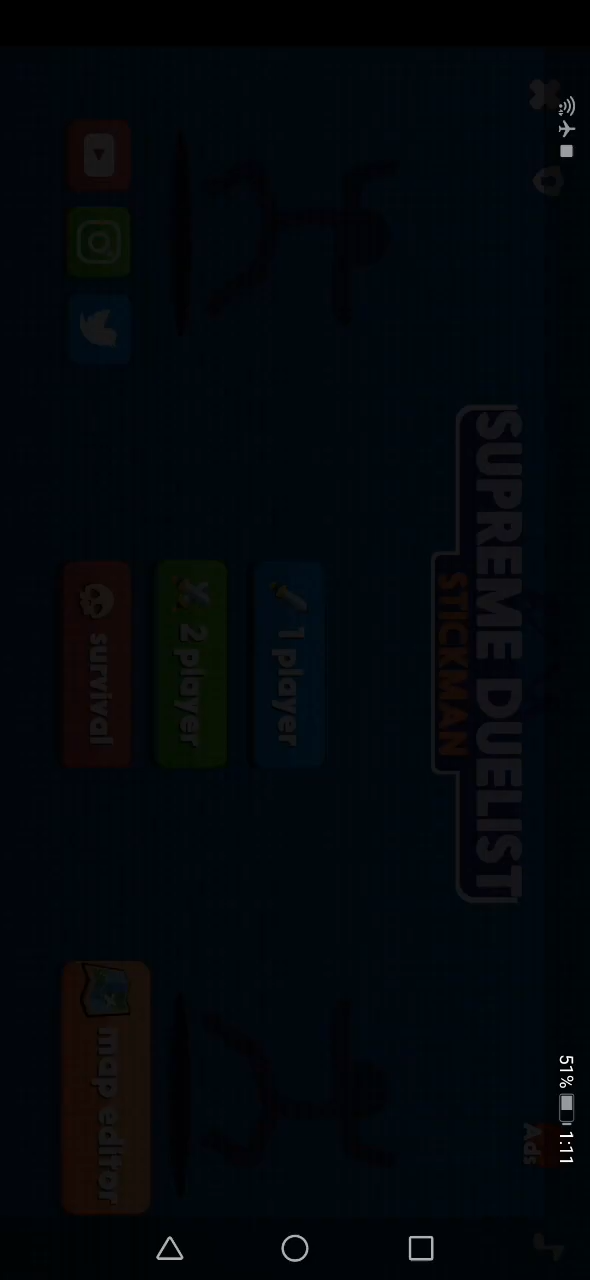 51% 1:11
SUPREME DUELIST
STICKMAN
Ads
1 player
2 player
survival
map editor